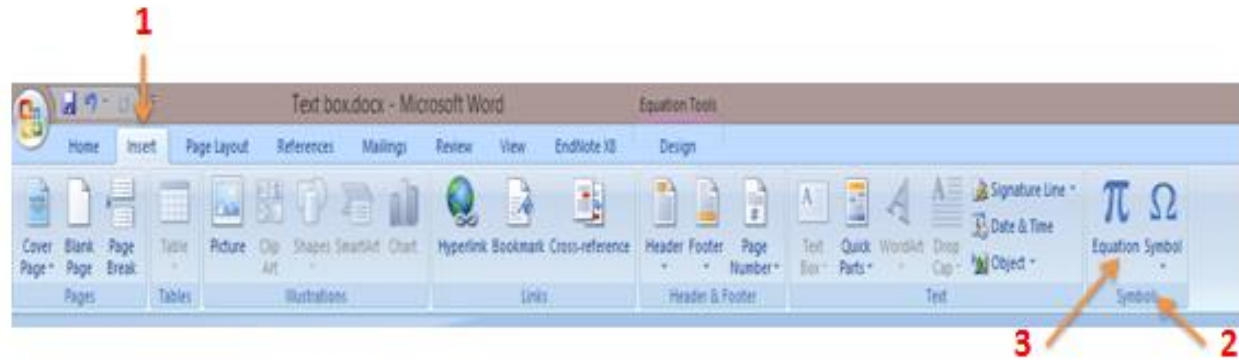 1
Text box.docx - Microsoft Word Equation Tools
Home Insert Page Layout References Mailings Review View EndNote X8 Design
Cover Page Blank Page Page Break Table Picture Clip Art Shapes SmartArt Chart Hyperlink Bookmark Cross-reference Header Footer Page Number Text Box Quick Parts WordArt Drop Cap Signature Line Date & Time Object Equation Symbol
Pages Tables Illustrations Links Header & Footer Text Symbols
3 2